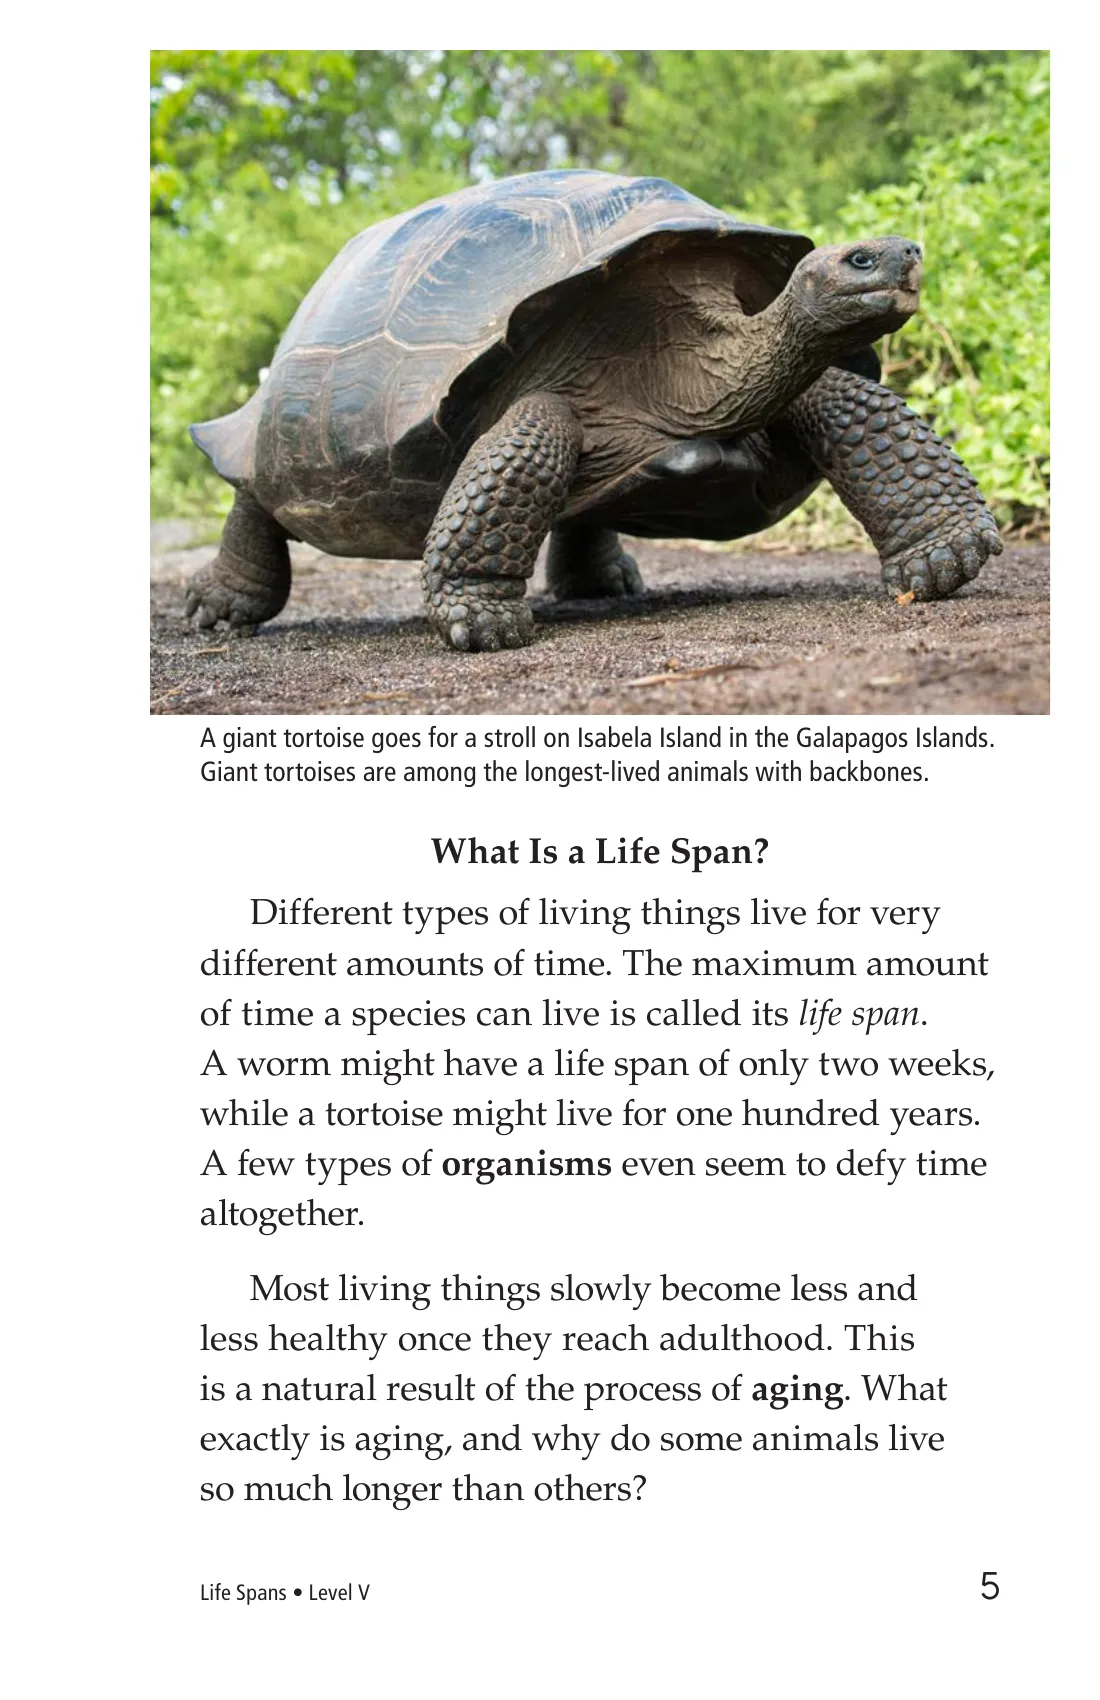 A giant tortoise goes for a stroll on Isabela Island in the Galapagos Islands.
Giant tortoises are among the longest-lived animals with backbones.
What Is a Life Span?
Different types of living things live for very
different amounts of time. The maximum amount
of time a species can live is called its life span.
A worm might have a life span of only two weeks,
while a tortoise might live for one hundred years.
A few types of organisms even seem to defy time
altogether.
Most living things slowly become less and
less healthy once they reach adulthood. This
is a natural result of the process of aging. What
exactly is aging, and why do some animals live
so much longer than others?
Life Spans • Level V
5